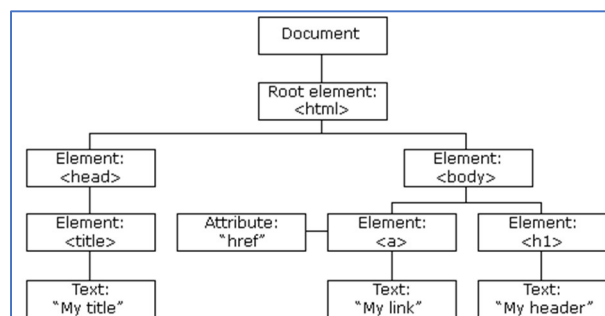 Document
Root element:
<html>
Element:
<head>
Element:
<body>
Element:
<title>
Attribute:
“href”
Element:
<a>
Element:
<h1>
Text:
“My title”
Text:
“My link”
Text:
“My header”